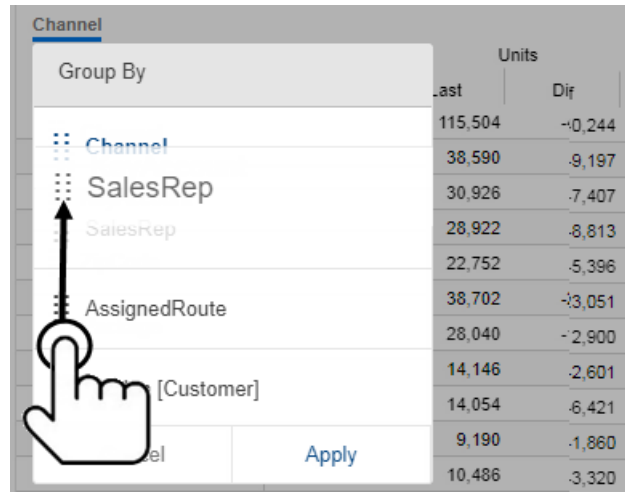 Channel
Units
Group By
Last
115,504
Channel
38,590
-9,197
SalesRep
30,926
-7,407
SalesRep
28,922
-8,813
22,752
-5,396
AssignedRoute
38,702
28,040
-2,900
14,146
-2,601
[Customer]
14,054
-6,421
Apply
9,190
-1,860
10,486
-3,320